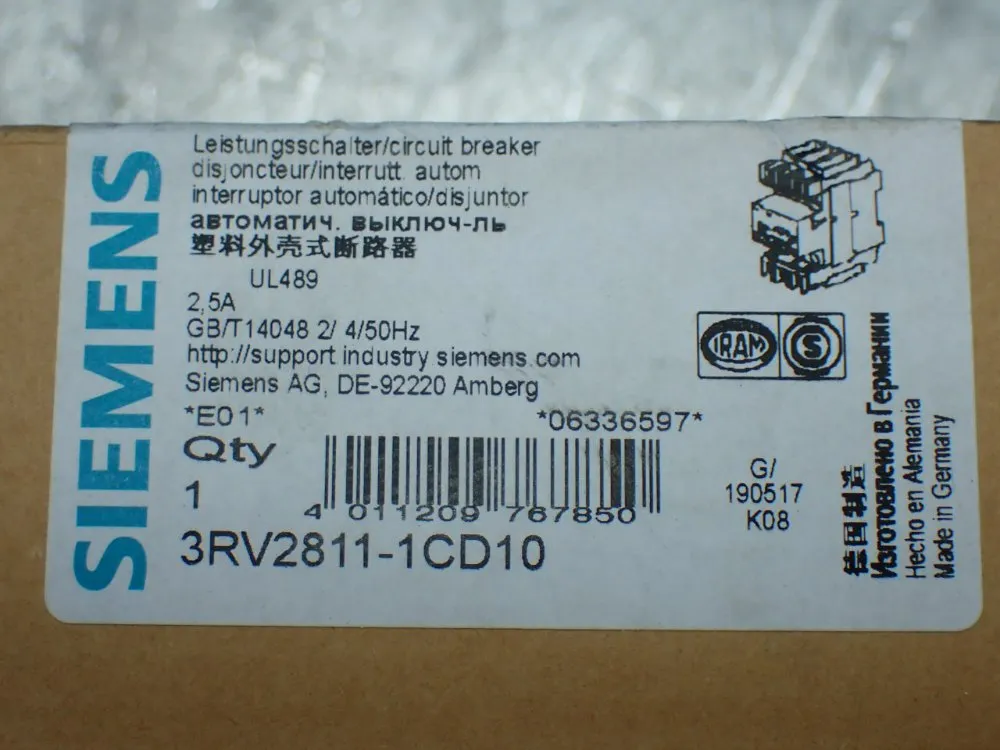 SIEMENS
Leistungsschalter/circuit breaker
disjoncteur/interrutt. autom
interruptor automático/disjuntor
автоматич. выключ-ль
塑料外壳式断路器
UL489
2,5A
GB/T14048 2/ 4/50Hz
http://support industry siemens.com
Siemens AG, DE-92220 Amberg
*E01* *06336597*
Qty
1
4 011209 767850
3RV2811-1CD10
IRAM S
G/
190517
K08
德国制造
Изготовлено в Германии
Hecho en Alemania
Made in Germany